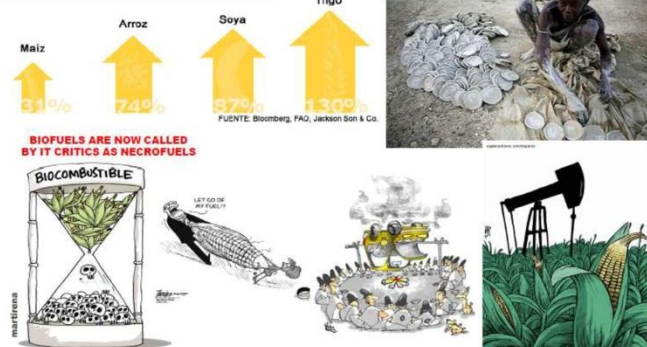 Trigo
Arroz
Soya
Maiz
31%
74%
87%
130%
FUENTE: Bloomberg, FAO, Jackson Son & Co.
BIOFUELS ARE NOW CALLED
BY IT CRITICS AS NECROFUELS
BIOCOMBUSTIBLE
LET GO OF
MY FUEL!!
martirena